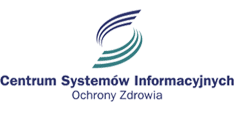 Centrum Systemów Informacyjnych
Ochrony Zdrowia